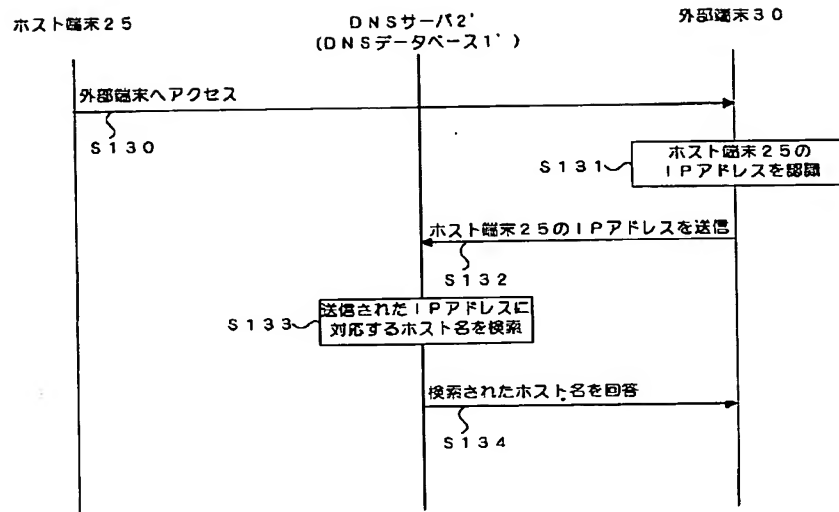 ホスト端末25
DNSサーバ2'
(DNSデータベース1')
外部端末30
外部端末へアクセス
S130
S131
ホスト端末25の
IPアドレスを認識
ホスト端末25のIPアドレスを送信
S132
S133
送信されたIPアドレスに
対応するホスト名を検索
検索されたホスト名を回答
S134